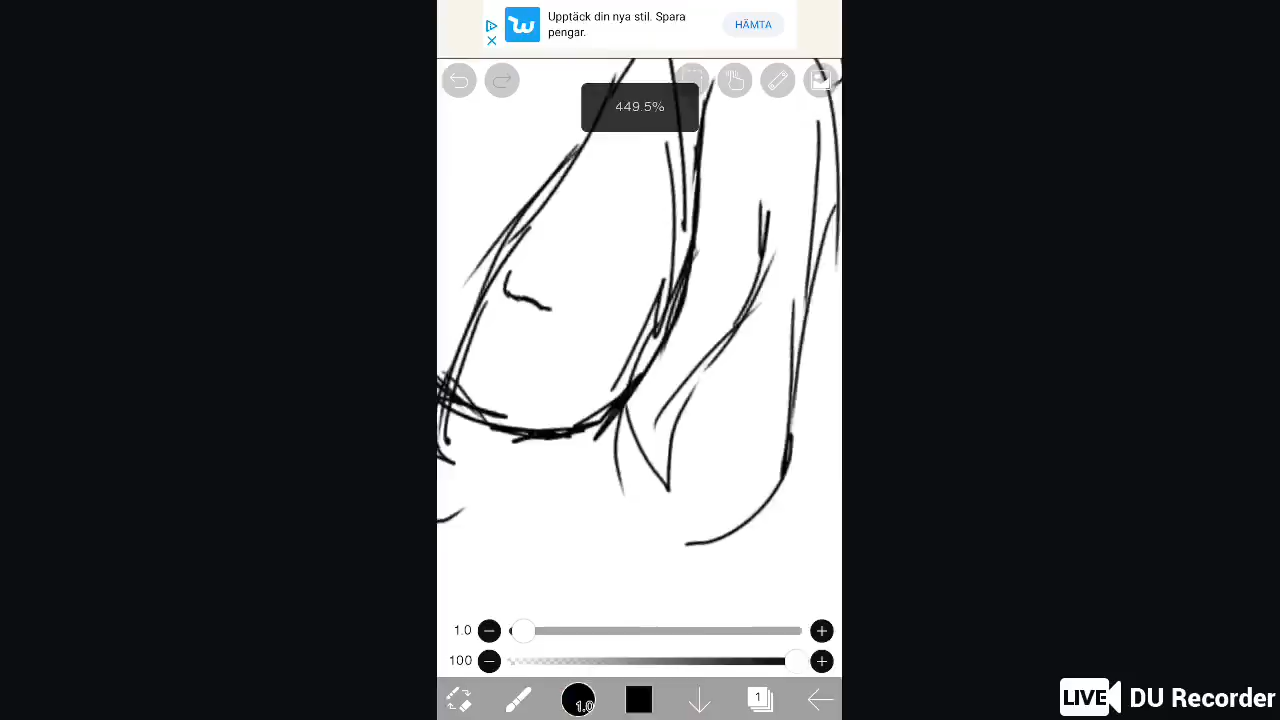 Upptäck din nya stil. Spara
pengar.
HÄMTA
449.5%
1.0
100
1.0
1
LIVE DU Recorder